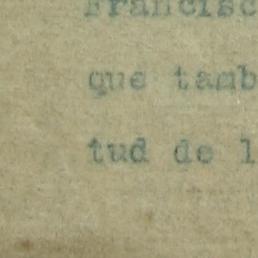 Francisc
que tamb
tud de l